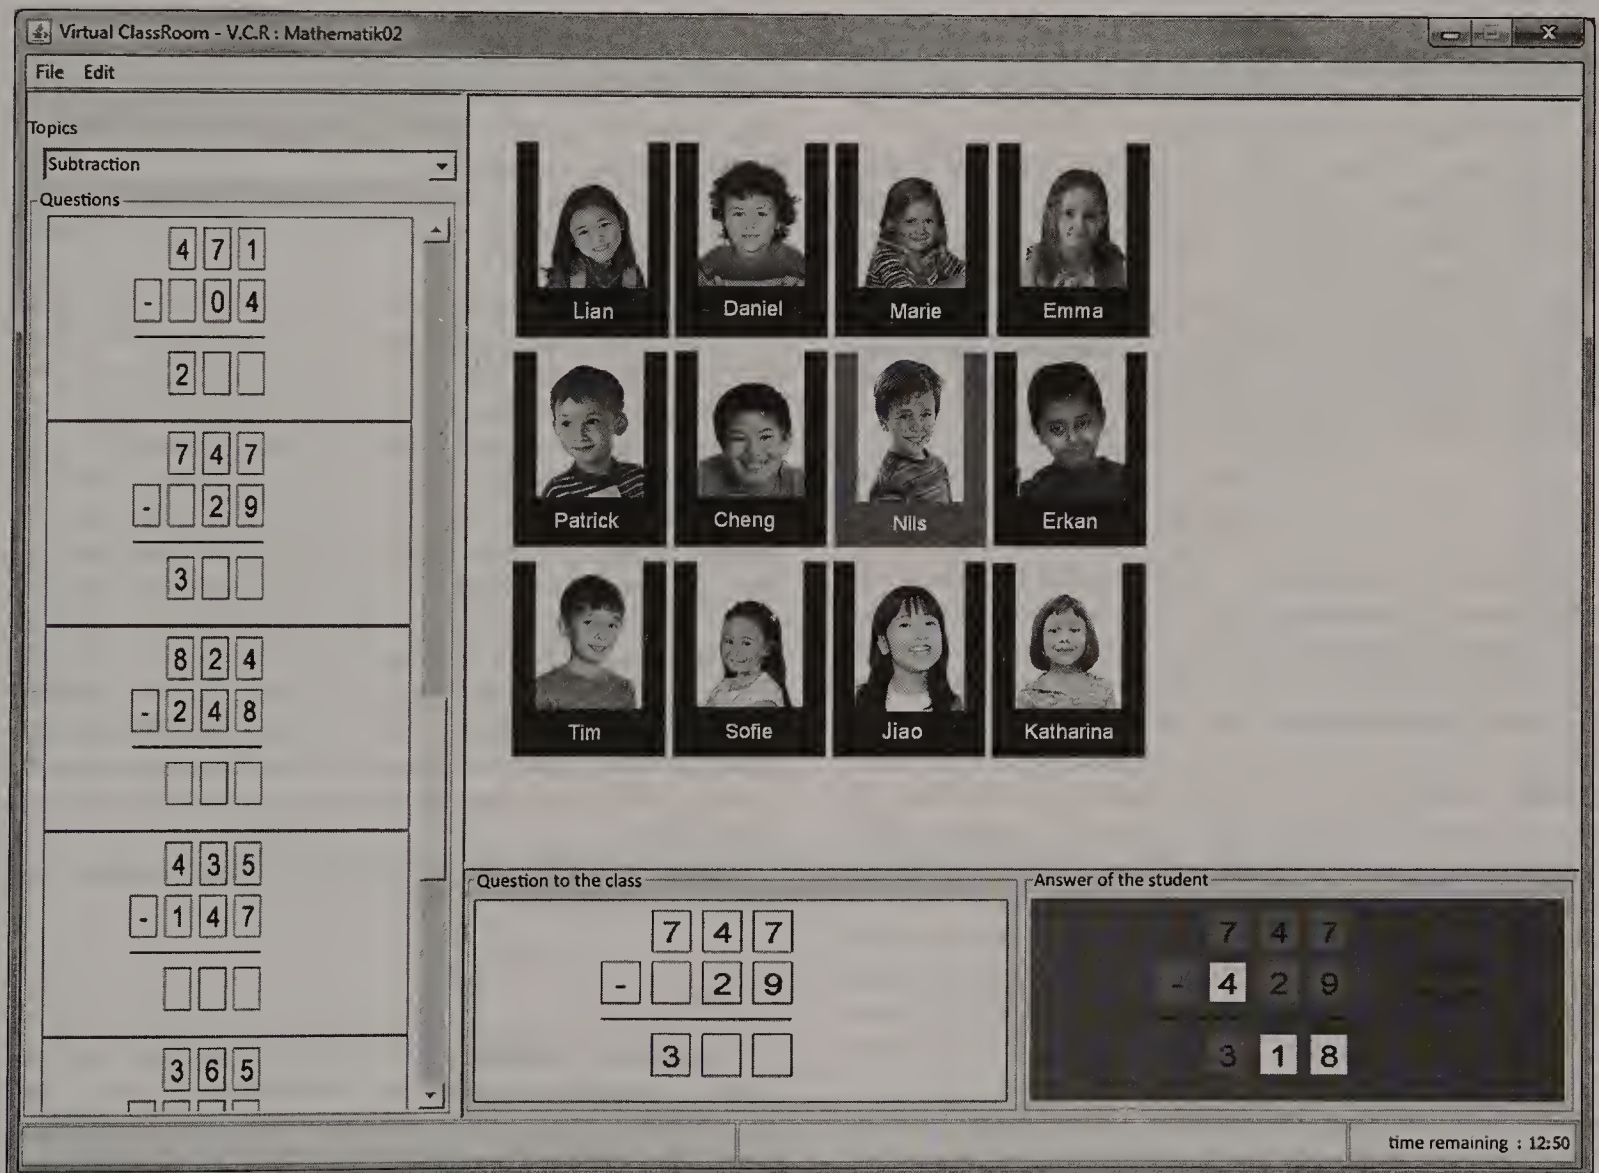 Virtual ClassRoom - V.C.R : Mathematik02
File Edit
Topics
Subtraction
Questions
4 7 1
- 0 4
2
7 4 7
- 2 9
3
8 2 4
- 2 4 8
4 3 5
- 1 4 7
3 6 5
Lian Daniel Marie Emma
Patrick Cheng Nils Erkan
Tim Sofie Jiao Katharina
Question to the class
7 4 7
- 2 9
3
Answer of the student
7 4 7
- 4 2 9
3 1 8
time remaining : 12:50